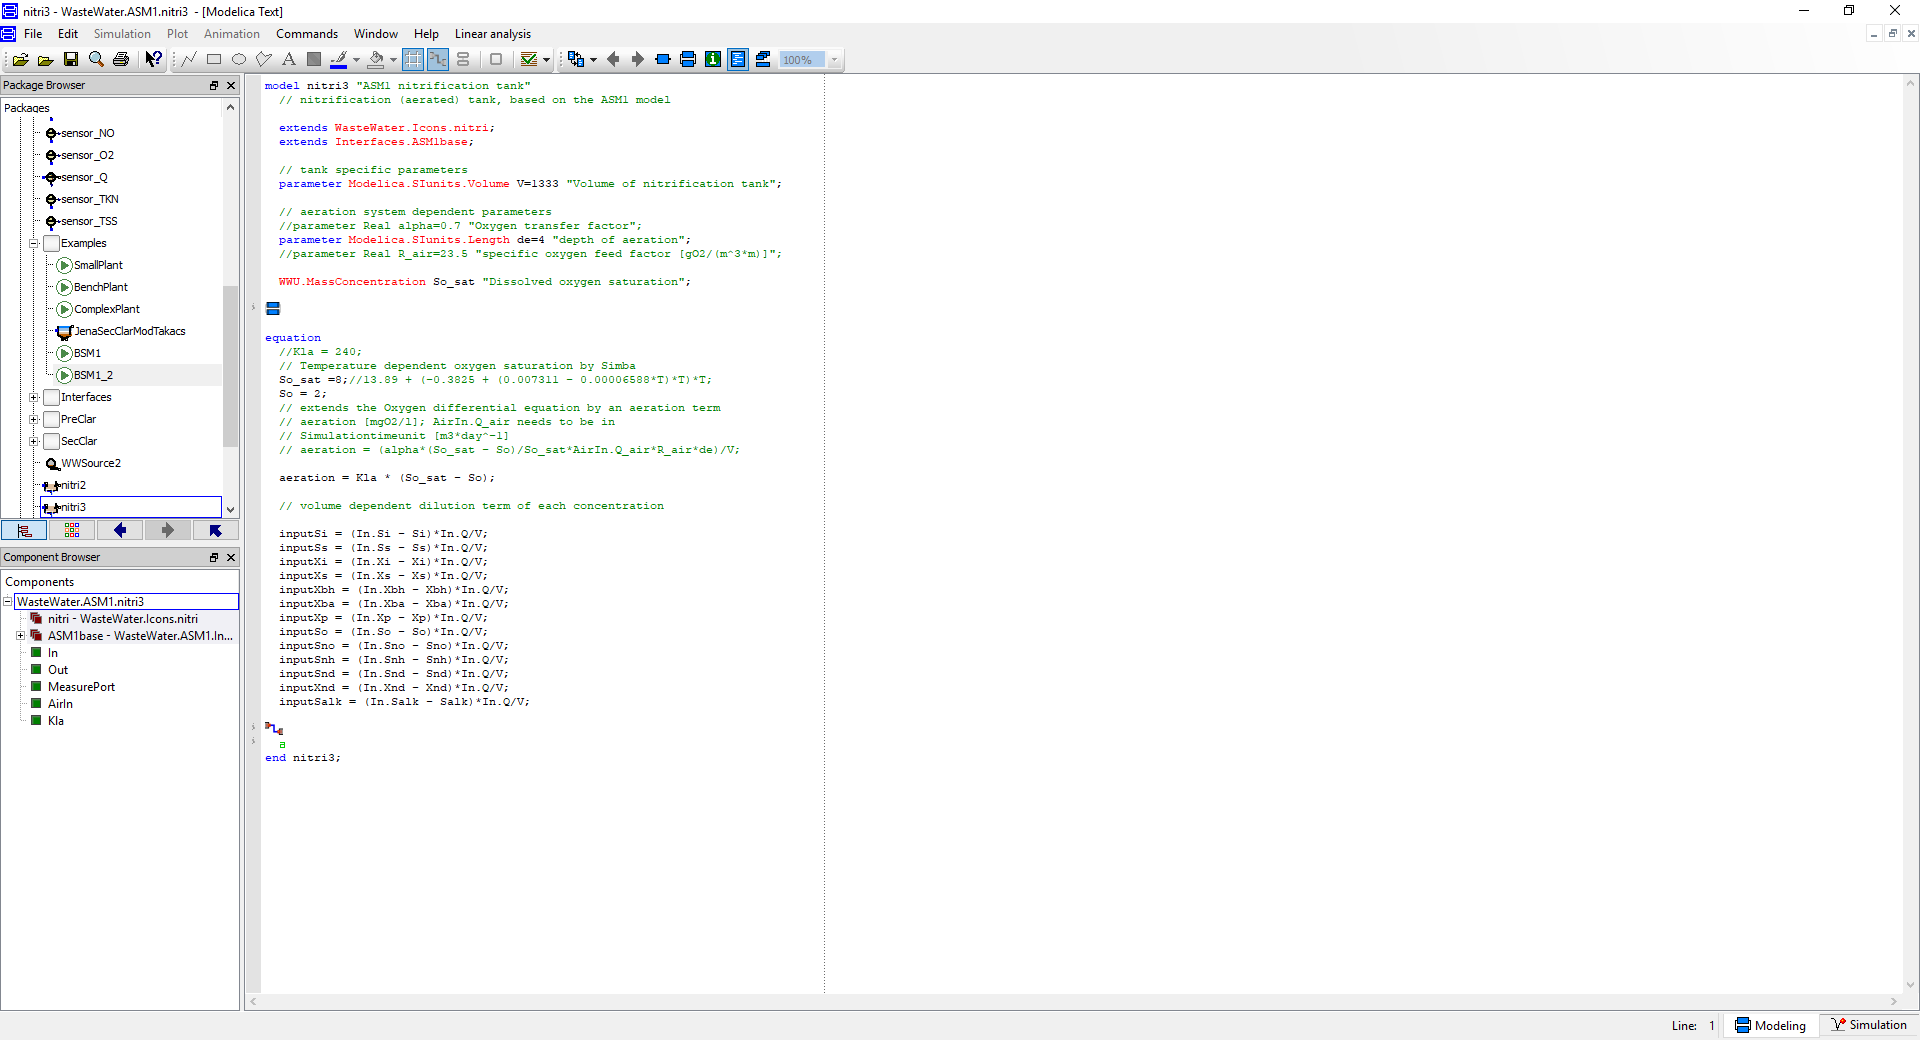 nitri3 - WasteWater.ASM1.nitri3 - [Modelica Text]
File Edit Simulation Plot Animation Commands Window Help Linear analysis
A 100%
Package Browser
Packages
sensor_NO
sensor_O2
sensor_Q
sensor_TKN
sensor_TSS
Examples
SmallPlant
BenchPlant
ComplexPlant
JenaSecClarModTakacs
BSM1
BSM1_2
Interfaces
PreClar
SecClar
WWSource2
nitri2
nitri3
Component Browser
Components
WasteWater.ASM1.nitri3
nitri - WasteWater.Icons.nitri
ASM1base - WasteWater.ASM1.In...
In
Out
MeasurePort
AirIn
Kla
model nitri3 "ASM1 nitrification tank"
// nitrification (aerated) tank, based on the ASM1 model
extends WasteWater.Icons.nitri;
extends Interfaces.ASM1base;
// tank specific parameters
parameter Modelica.SIunits.Volume V=1333 "Volume of nitrification tank";
// aeration system dependent parameters
//parameter Real alpha=0.7 "Oxygen transfer factor";
parameter Modelica.SIunits.Length de=4 "depth of aeration";
//parameter Real R_air=23.5 "specific oxygen feed factor [gO2/(m^3*m)]";
WWU.MassConcentration So_sat "Dissolved oxygen saturation";
equation
//Kla = 240;
// Temperature dependent oxygen saturation by Simba
So_sat =8;//13.89 + (-0.3825 + (0.007311 - 0.00006588*T)*T)*T;
So = 2;
// extends the Oxygen differential equation by an aeration term
// aeration [mgO2/l]; AirIn.Q_air needs to be in
// Simulationtimeunit [m3*day^-1]
// aeration = (alpha*(So_sat - So)/So_sat*AirIn.Q_air*R_air*de)/V;
aeration = Kla * (So_sat - So);
// volume dependent dilution term of each concentration
inputSi = (In.Si - Si)*In.Q/V;
inputSs = (In.Ss - Ss)*In.Q/V;
inputXi = (In.Xi - Xi)*In.Q/V;
inputXs = (In.Xs - Xs)*In.Q/V;
inputXbh = (In.Xbh - Xbh)*In.Q/V;
inputXba = (In.Xba - Xba)*In.Q/V;
inputXp = (In.Xp - Xp)*In.Q/V;
inputSo = (In.So - So)*In.Q/V;
inputSno = (In.Sno - Sno)*In.Q/V;
inputSnh = (In.Snh - Snh)*In.Q/V;
inputSnd = (In.Snd - Snd)*In.Q/V;
inputXnd = (In.Xnd - Xnd)*In.Q/V;
inputSalk = (In.Salk - Salk)*In.Q/V;
a
end nitri3;
Line: 1 Modeling Simulation